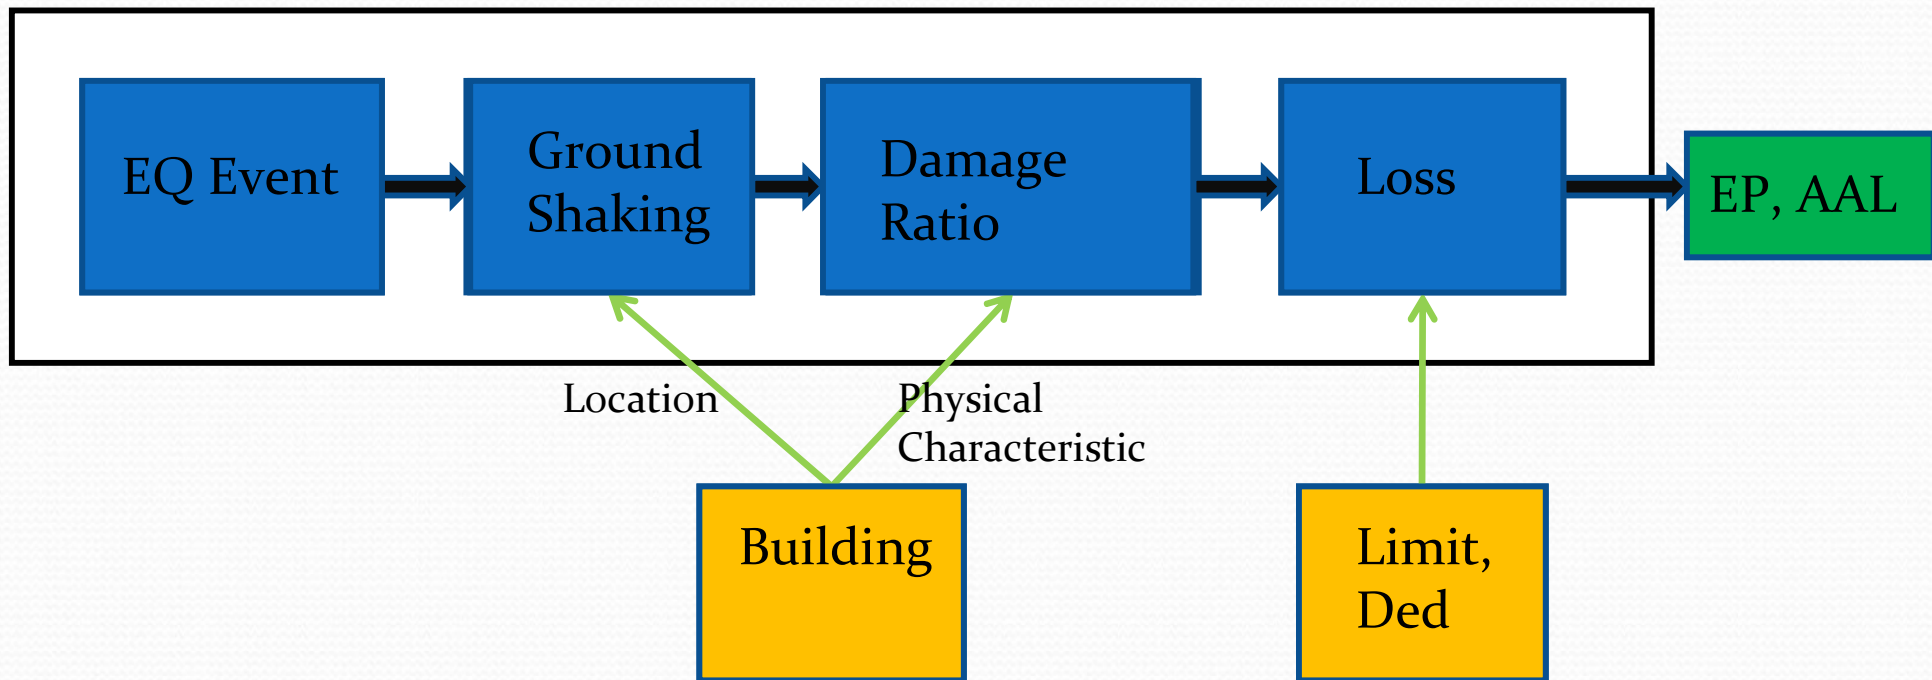 EQ Event
Ground
Shaking
Damage
Ratio
Loss
EP, AAL
Location
Physical
Characteristic
Building
Limit,
Ded